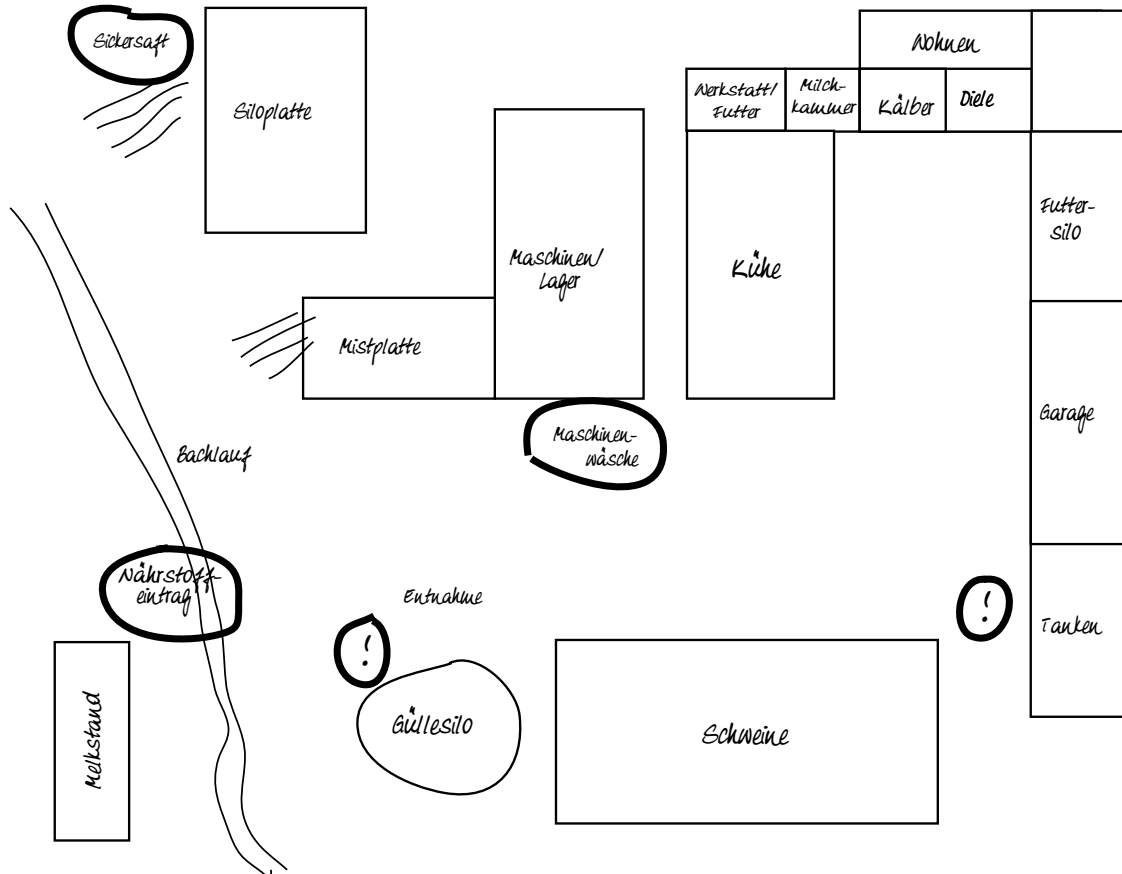 Sickersaft
Siloplatte
Wohnen
Werkstatt/
Futter
Milch-
kammer
Kälber
Diele
Futter-
silo
Maschinen/
Lager
Kühe
Mistplatte
Garage
Maschinen-
wäsche
Bachlauf
Nährstoff-
eintrag
Entnahme
!
!
Tanken
Melkstand
Güllesilo
Schweine